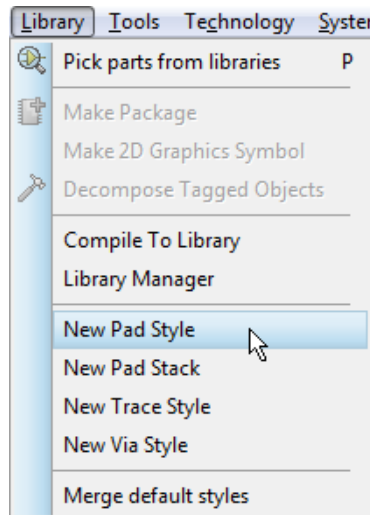 Library Tools Technology Syste
Pick parts from libraries P
Make Package
Make 2D Graphics Symbol
Decompose Tagged Objects
Compile To Library
Library Manager
New Pad Style
New Pad Stack
New Trace Style
New Via Style
Merge default styles